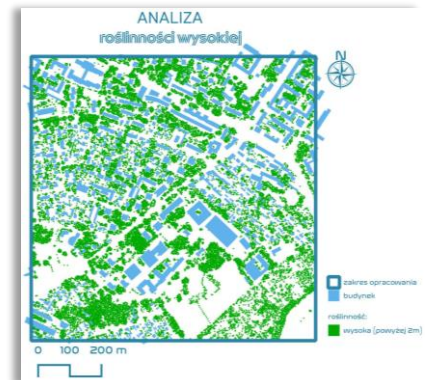 ANALIZA
roślinności wysokiej
N
zakres opracowania
budynek
roślinność:
wysoka (powyżej 2m)
0 100 200 m